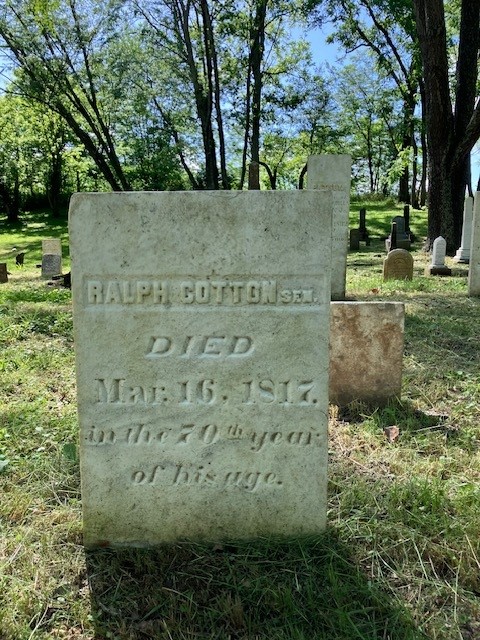 RALPH COTTON SEN.
DIED
Mar. 16, 1817.
in the 70th year
of his age.